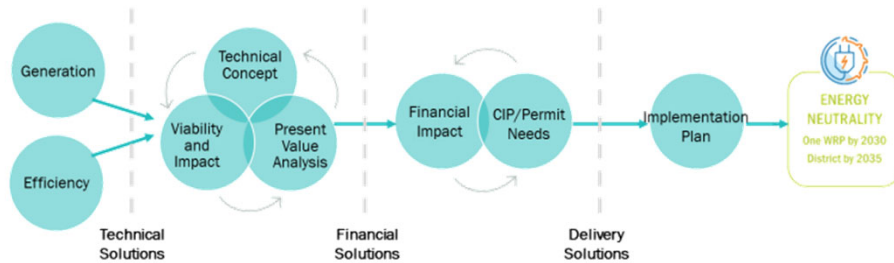 Generation
Efficiency
Technical
Concept
Viability
and
Impact
Present
Value
Analysis
Financial
Impact
CIP/Permit
Needs
Implementation
Plan
ENERGY
NEUTRALITY
One WRP by 2030
District by 2035
Technical
Solutions
Financial
Solutions
Delivery
Solutions